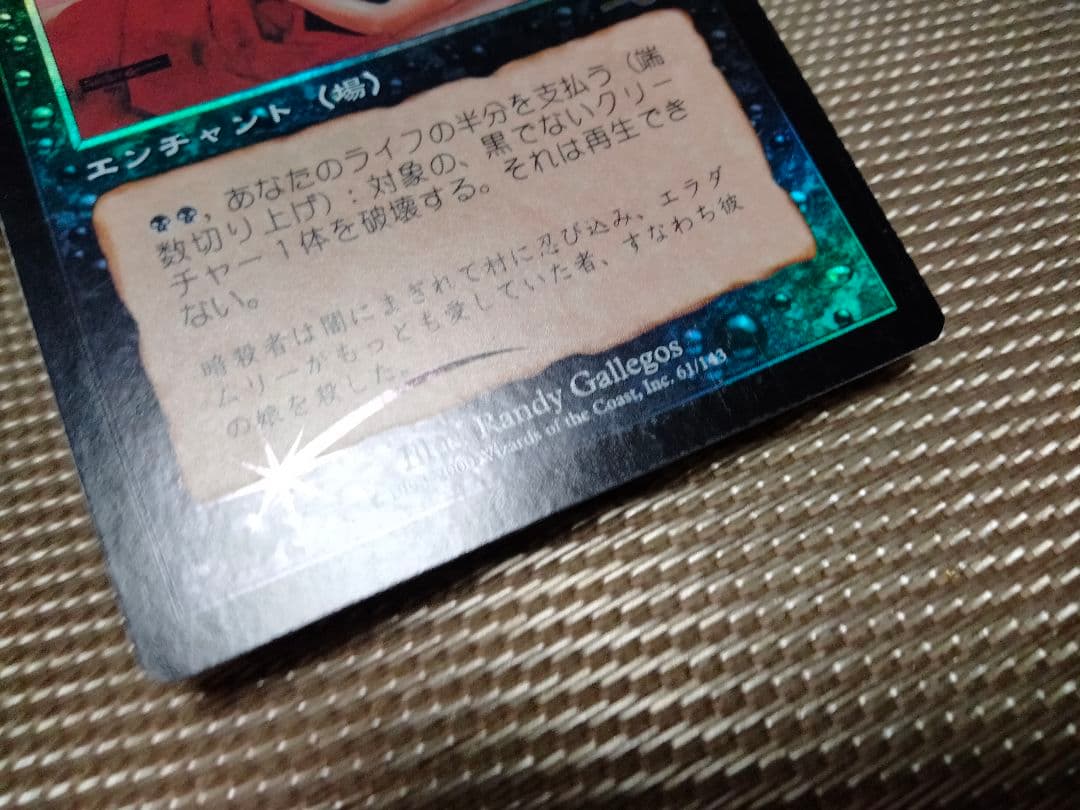 エンチャント（場）
, あなたのライフの半分を支払う（端
数切り上げ）：対象の、黒でないクリー
チャー１体を破壊する。それは再生でき
ない。
暗殺者は闇にまぎれて村に忍び込み、エラダ
ムリーがもっとも愛していた者、すなわち彼
の娘を殺した。
Illus. Randy Gallegos
Wizards of the Coast, Inc. 61/143